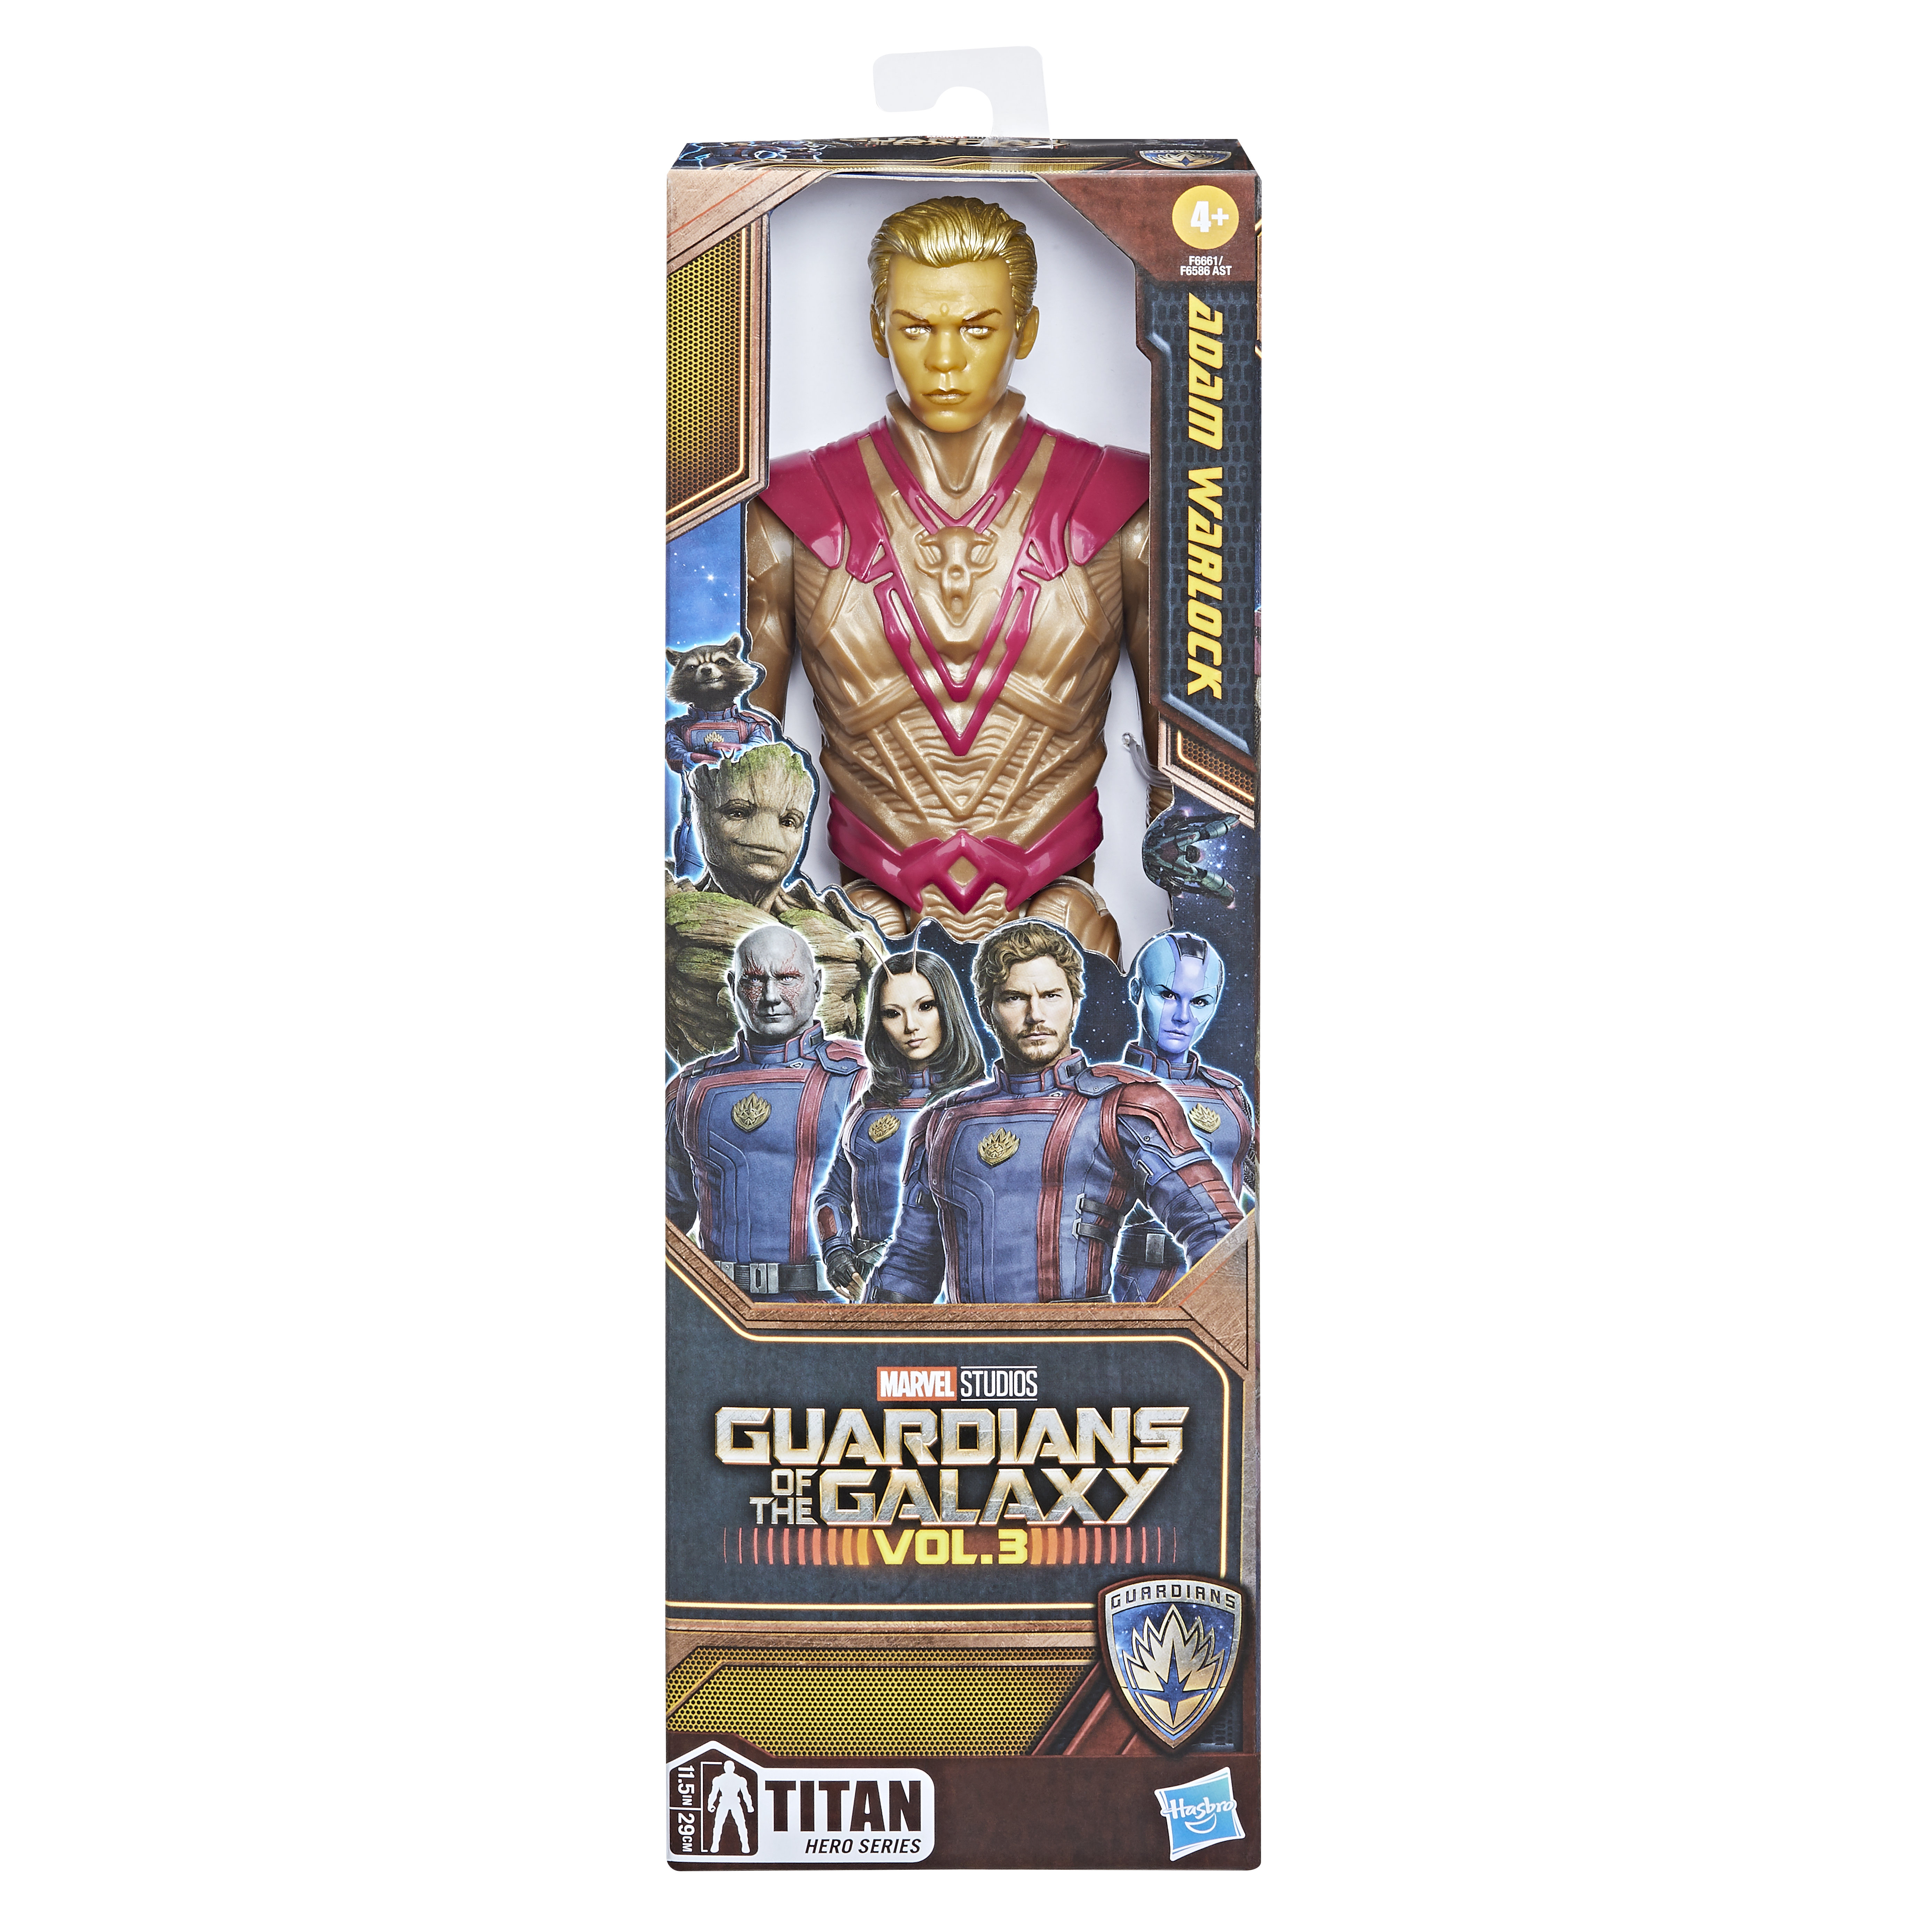 4+
F6661/
F6586 AST
ADAM WARLOCK
MARVEL STUDIOS
GUARDIANS
OF THE GALAXY
VOL.3
GUARDIANS
11.5IN 29CM
TITAN
HERO SERIES
Hasbro